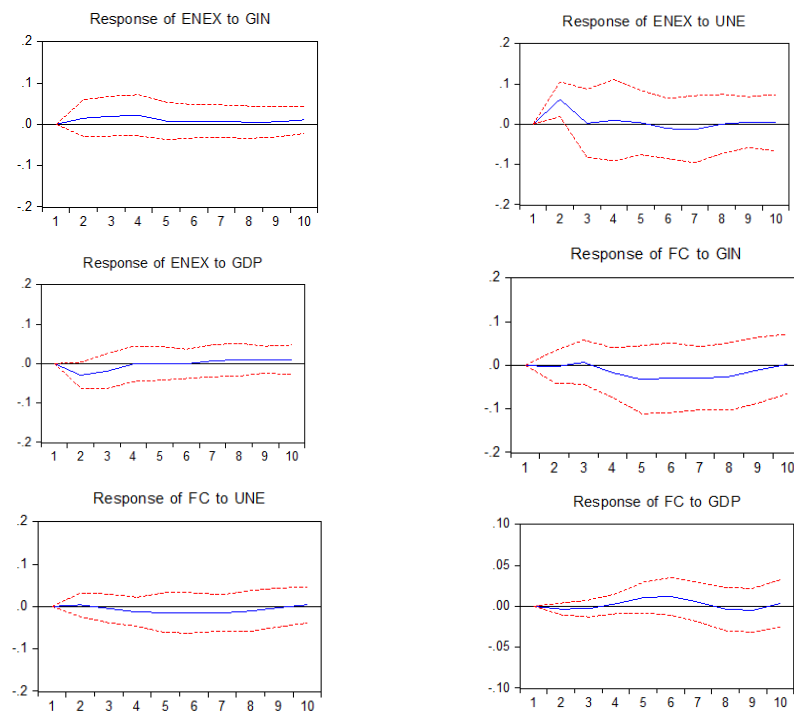 Response of ENEX to GIN
.2
.1
.0
-.1
-.2
1 2 3 4 5 6 7 8 9 10
Response of ENEX to UNE
.2
.1
.0
-.1
-.2
1 2 3 4 5 6 7 8 9 10
Response of ENEX to GDP
.2
.1
.0
-.1
-.2
1 2 3 4 5 6 7 8 9 10
Response of FC to GIN
.2
.1
.0
-.1
-.2
1 2 3 4 5 6 7 8 9 10
Response of FC to UNE
.2
.1
.0
-.1
-.2
1 2 3 4 5 6 7 8 9 10
Response of FC to GDP
.10
.05
.00
-.05
-.10
1 2 3 4 5 6 7 8 9 10